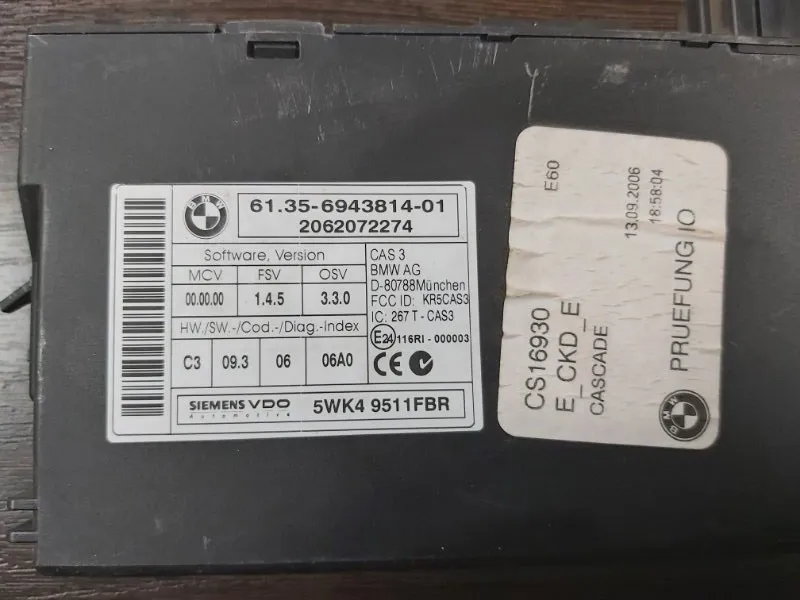 BMW
61.35-6943814-01
2062072274
Software, Version
MCV FSV OSV
00.00.00 1.4.5 3.3.0
HW./SW.-/Cod.-/Diag.-Index
C3 09.3 06 06A0
CAS 3
BMW AG
D-80788München
FCC ID: KR5CAS3
IC: 267 T - CAS3
E24 116RI - 000003
CE
SIEMENS VDO
Automotive
5WK4 9511FBR
CS16930
E_CKD_E
CASCADE
E60
13.09.2006
18:58:04
PRUEFUNG IO
BMW